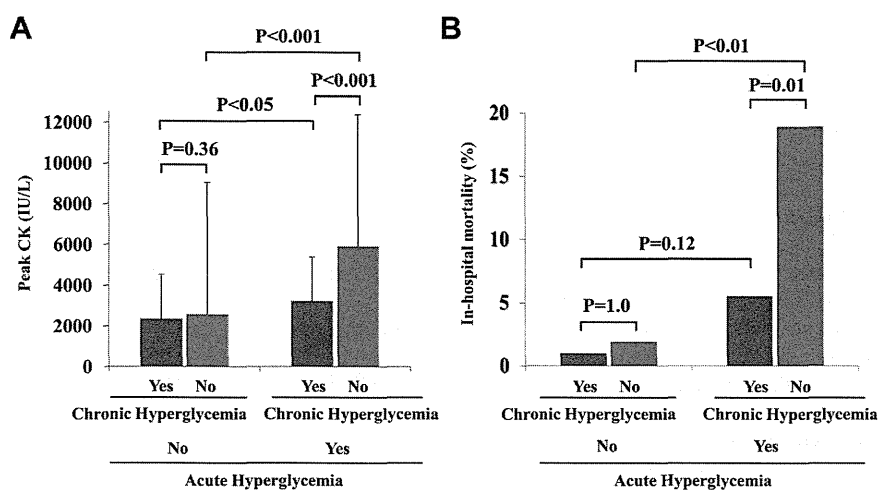 A
P<0.001
P<0.001
P<0.05
P=0.36
12000
10000
8000
6000
4000
2000
0
Peak CK (IU/L)
Yes No Yes No
Chronic Hyperglycemia Chronic Hyperglycemia
No Yes
Acute Hyperglycemia
B
P<0.01
P=0.01
P=0.12
P=1.0
20
15
10
5
0
In-hospital mortality (%)
Yes No Yes No
Chronic Hyperglycemia Chronic Hyperglycemia
No Yes
Acute Hyperglycemia